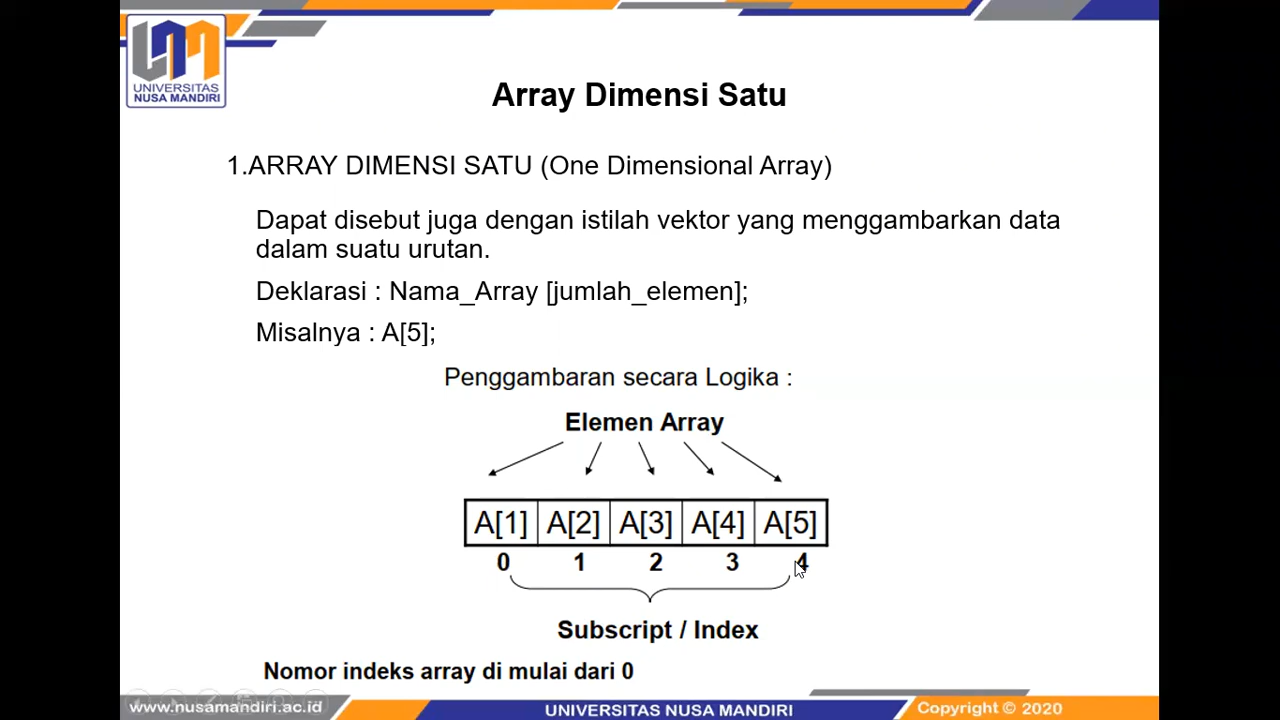 UNIVERSITAS
NUSA MANDIRI
Array Dimensi Satu
1.ARRAY DIMENSI SATU (One Dimensional Array)
Dapat disebut juga dengan istilah vektor yang menggambarkan data
dalam suatu urutan.
Deklarasi : Nama_Array [jumlah_elemen];
Misalnya : A[5];
Penggambaran secara Logika :
Elemen Array
A[1] A[2] A[3] A[4] A[5]
0 1 2 3 4
Subscript / Index
Nomor indeks array di mulai dari 0
www.nusamandiri.ac.id UNIVERSITAS NUSA MANDIRI Copyright © 2020